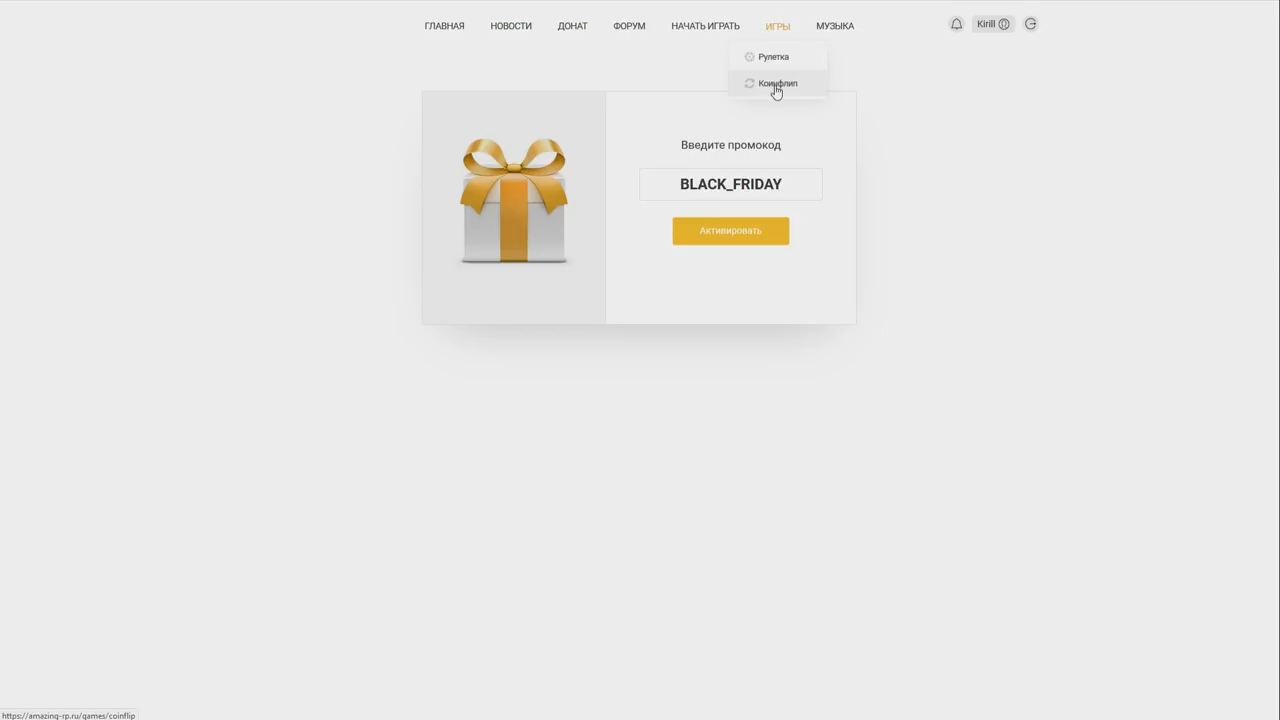 ГЛАВНАЯ НОВОСТИ ДОНАТ ФОРУМ НАЧАТЬ ИГРАТЬ ИГРЫ МУЗЫКА Kirill
Рулетка
Коинфлип
Введите промокод
BLACK_FRIDAY
Активировать
https://amazing-rp.ru/games/coinflip